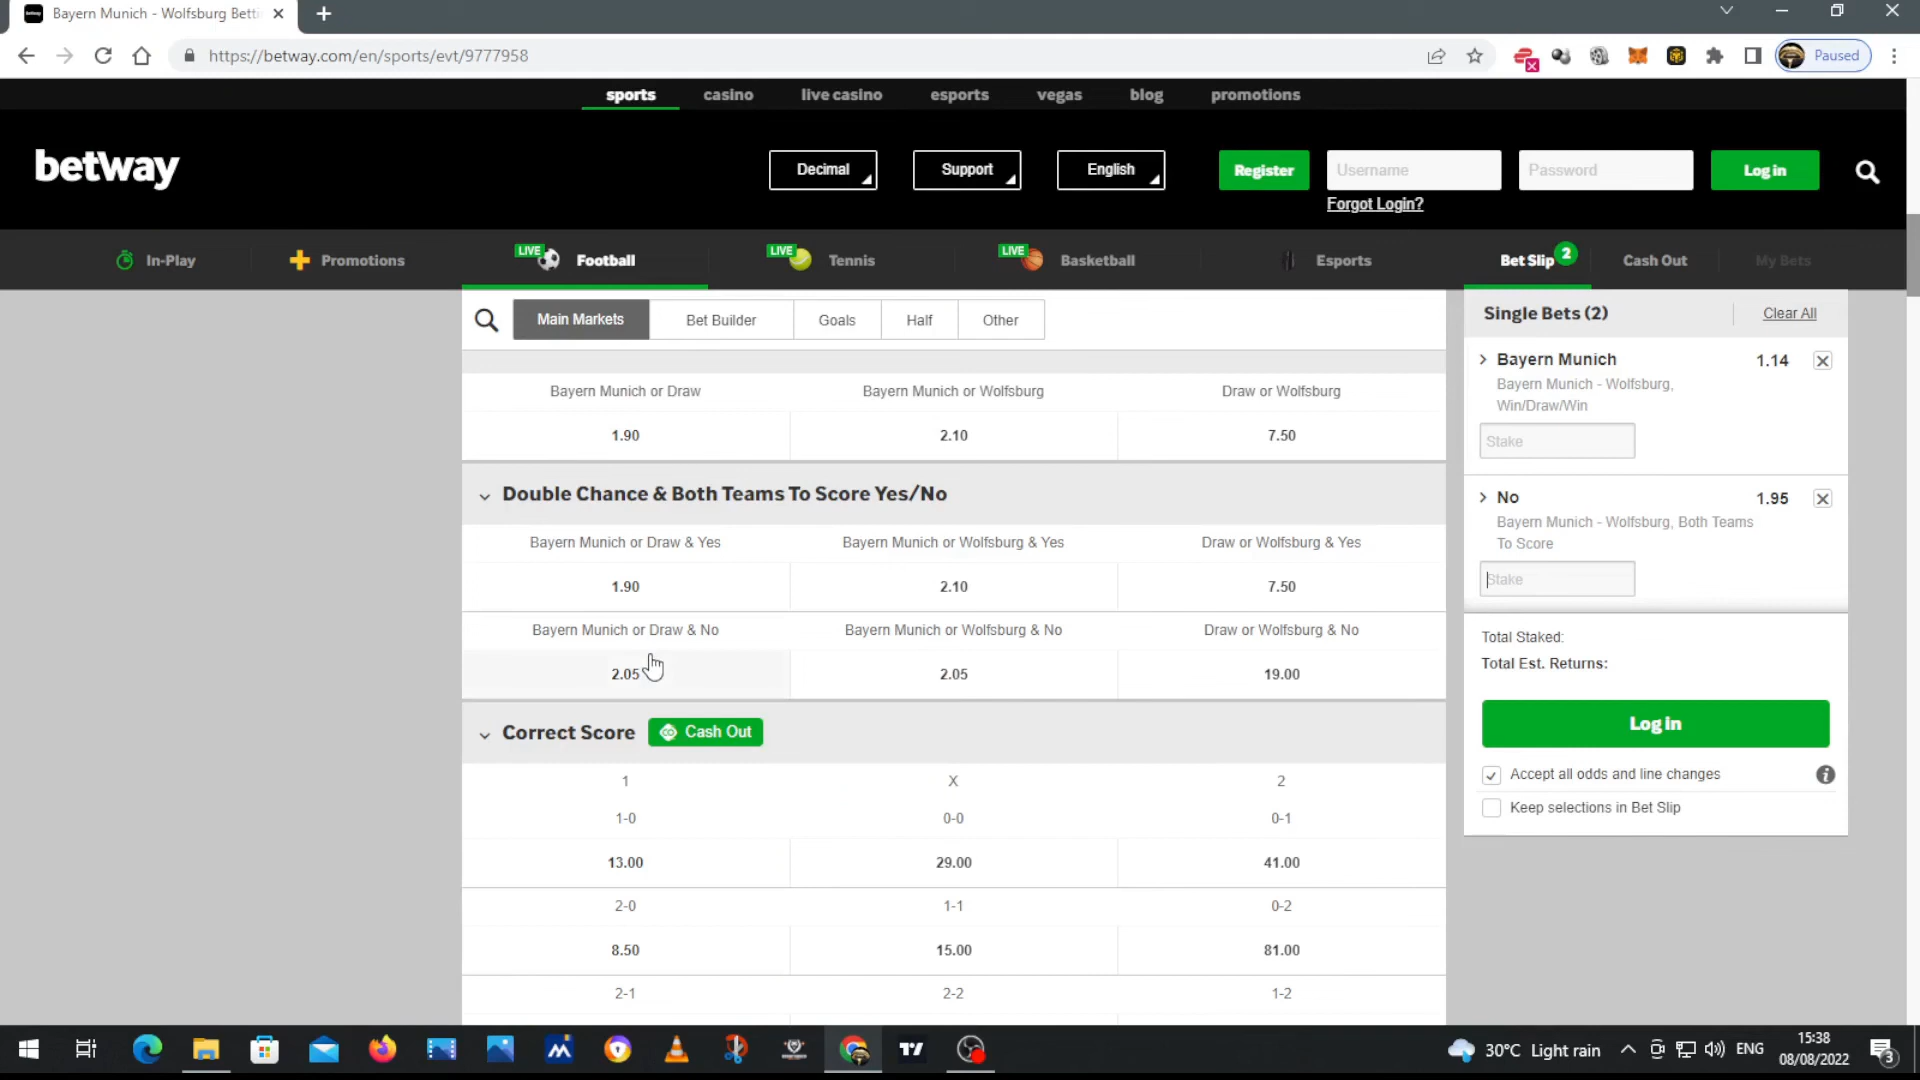 Bayern Munich - Wolfsburg Betti
https://betway.com/en/sports/evt/9777958
Paused
sports casino live casino esports vegas blog promotions
betway
Decimal Support English Register Username Password Log in
Forgot Login?
In-Play Promotions LIVE Football LIVE Tennis LIVE Basketball Esports Bet Slip 2 Cash Out My Bets
Main Markets Bet Builder Goals Half Other
Bayern Munich or Draw Bayern Munich or Wolfsburg Draw or Wolfsburg
1.90 2.10 7.50
Double Chance & Both Teams To Score Yes/No
Bayern Munich or Draw & Yes Bayern Munich or Wolfsburg & Yes Draw or Wolfsburg & Yes
1.90 2.10 7.50
Bayern Munich or Draw & No Bayern Munich or Wolfsburg & No Draw or Wolfsburg & No
2.05 2.05 19.00
Correct Score Cash Out
1 X 2
1-0 0-0 0-1
13.00 29.00 41.00
2-0 1-1 0-2
8.50 15.00 81.00
2-1 2-2 1-2
Single Bets (2) Clear All
Bayern Munich 1.14
Bayern Munich - Wolfsburg,
Win/Draw/Win
Stake
No 1.95
Bayern Munich - Wolfsburg, Both Teams
To Score
Stake
Total Staked:
Total Est. Returns:
Log in
Accept all odds and line changes
Keep selections in Bet Slip
30°C Light rain ENG 15:38
08/08/2022
3